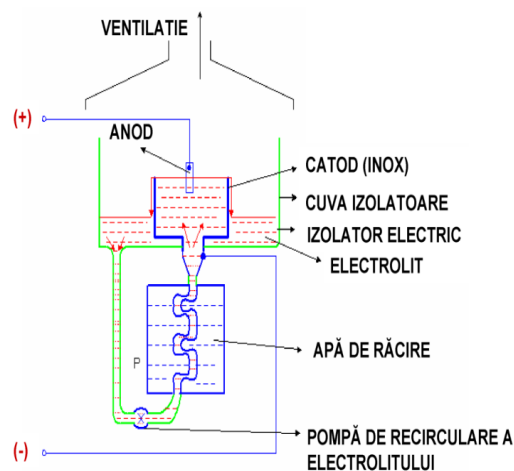 VENTILATIE
(+)
ANOD
CATOD (INOX)
CUVA IZOLATOARE
IZOLATOR ELECTRIC
ELECTROLIT
P
APĂ DE RĂCIRE
(-)
POMPĂ DE RECIRCULARE A
ELECTROLITULUI